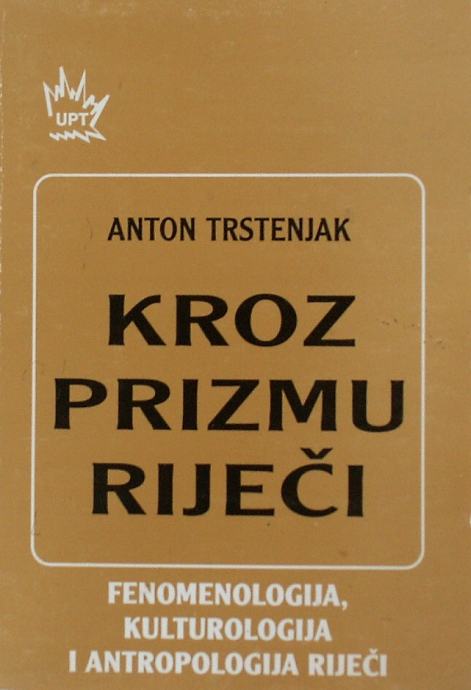 UPT
ANTON TRSTENJAK
KROZ
PRIZMU
RIJEČI
FENOMENOLOGIJA,
KULTUROLOGIJA
I ANTROPOLOGIJA RIJEČI